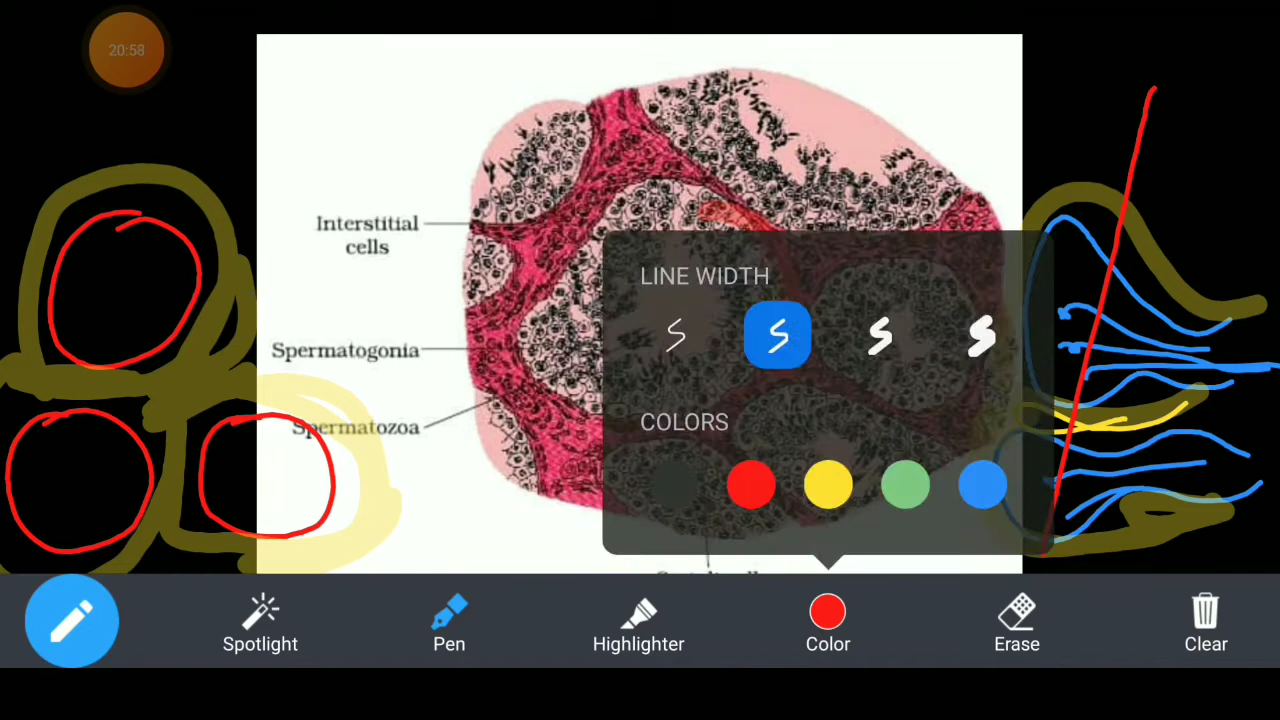 20:58
Interstitial
cells
LINE WIDTH
Spermatogonia
Spermatozoa
COLORS
Spotlight
Pen
Highlighter
Color
Erase
Clear